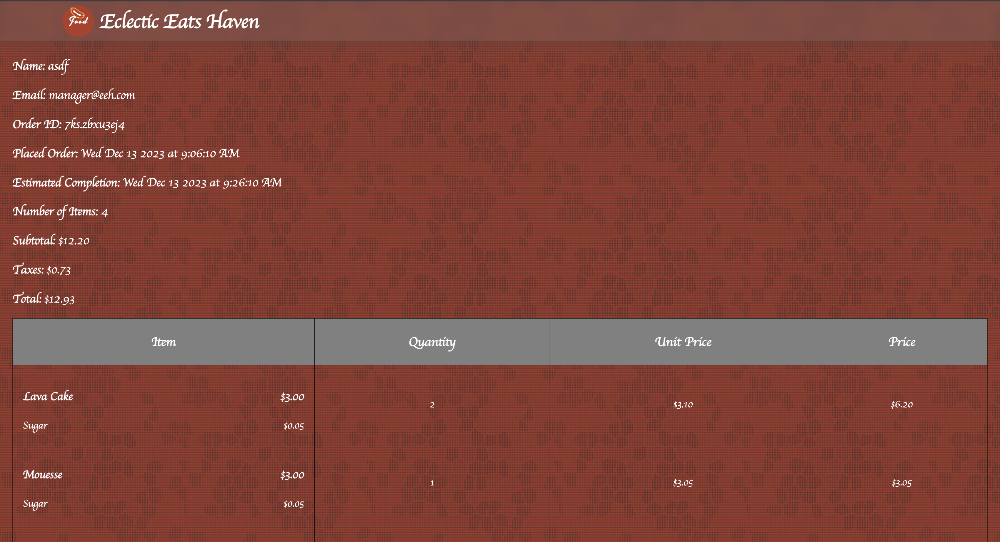 Food
Eclectic Eats Haven
Name: asdf
Email: manager@eeh.com
Order ID: 7ks.zbxu3ej4
Placed Order: Wed Dec 13 2023 at 9:06:10 AM
Estimated Completion: Wed Dec 13 2023 at 9:26:10 AM
Number of Items: 4
Subtotal: $12.20
Taxes: $0.73
Total: $12.93
Item Quantity Unit Price Price
Lava Cake $3.00 2 $3.10 $6.20
Sugar $0.05
Mouesse $3.00 1 $3.05 $3.05
Sugar $0.05